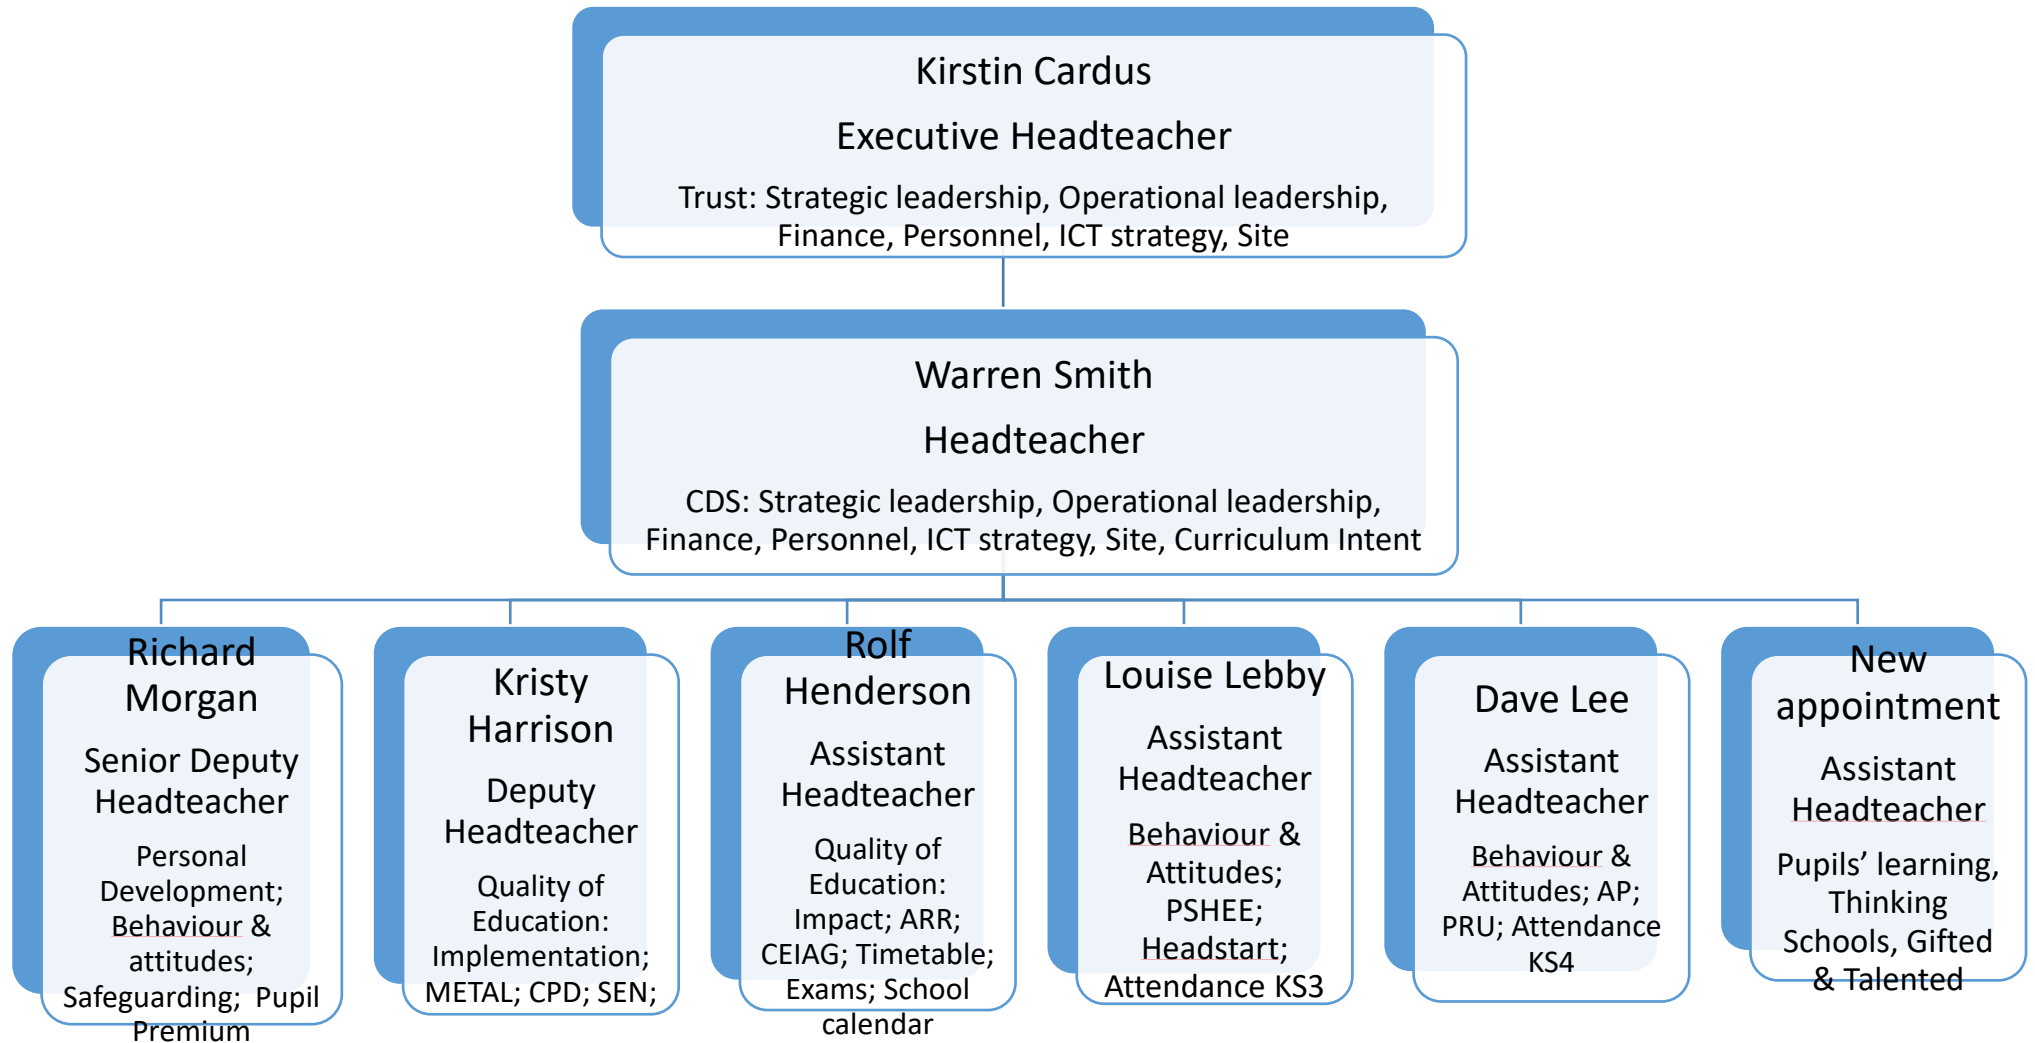 Kirstin Cardus
Executive Headteacher
Trust: Strategic leadership, Operational leadership,
Finance, Personnel, ICT strategy, Site
Warren Smith
Headteacher
CDS: Strategic leadership, Operational leadership,
Finance, Personnel, ICT strategy, Site, Curriculum Intent
Richard
Morgan
Senior Deputy
Headteacher
Personal
Development;
Behaviour &
attitudes;
Safeguarding; Pupil
Premium
Kristy
Harrison
Deputy
Headteacher
Quality of
Education:
Implementation;
METAL; CPD; SEN;
Rolf
Henderson
Assistant
Headteacher
Quality of
Education:
Impact; ARR;
CEIAG; Timetable;
Exams; School
calendar
Louise Lebby
Assistant
Headteacher
Behaviour &
Attitudes;
PSHEE;
Headstart;
Attendance KS3
Dave Lee
Assistant
Headteacher
Behaviour &
Attitudes; AP;
PRU; Attendance
KS4
New
appointment
Assistant
Headteacher
Pupils’ learning,
Thinking
Schools, Gifted
& Talented